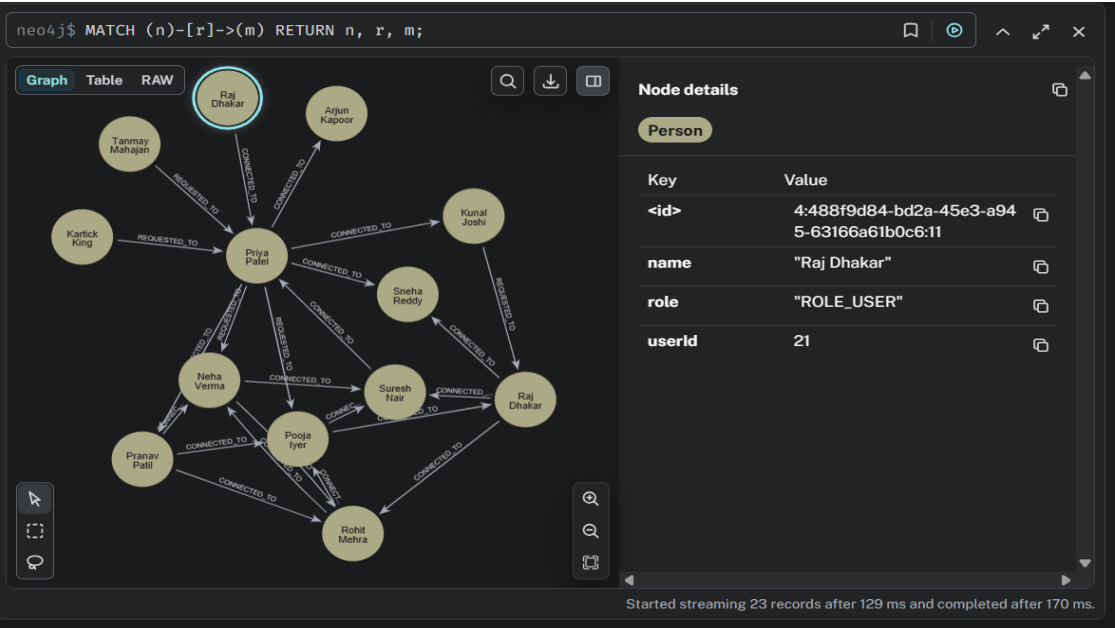 neo4j$ MATCH (n)-[r]->(m) RETURN n, r, m;
Graph Table RAW
Raj
Dhakar
Arjun
Kapoor
Tanmay
Mahajan
CONNECTED_TO
CONNECTED_TO
REQUESTED_TO
Kunal
Joshi
Kartick
King
REQUESTED_TO
CONNECTED_TO
Priya
Patel
CONNECTED_TO
Sneha
Reddy
REQUESTED_TO
REQUESTED_TO
CONNECTED_TO
REQUESTED_TO
CONNECTED_TO
Neha
Verma
CONNECTED_TO
Suresh
Nair
CONNECTED_...
Raj
Dhakar
CONNEC...
CONNEC...
Pooja
Iyer
CONNECTED_TO
Pranav
Patil
CONNECTED_TO
CONNECTED_TO
CONNECT...
Rohit
Mehra
Node details
Person
Key Value
<id> 4:488f9d84-bd2a-45e3-a94
5-63166a61b0c6:11
name "Raj Dhakar"
role "ROLE_USER"
userId 21
Started streaming 23 records after 129 ms and completed after 170 ms.